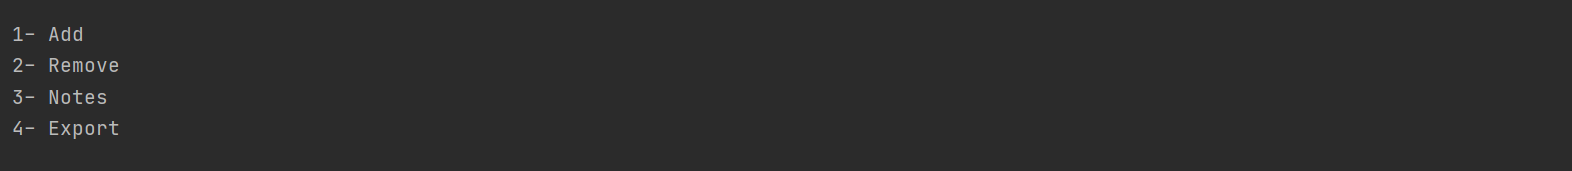 1- Add
2- Remove
3- Notes
4- Export